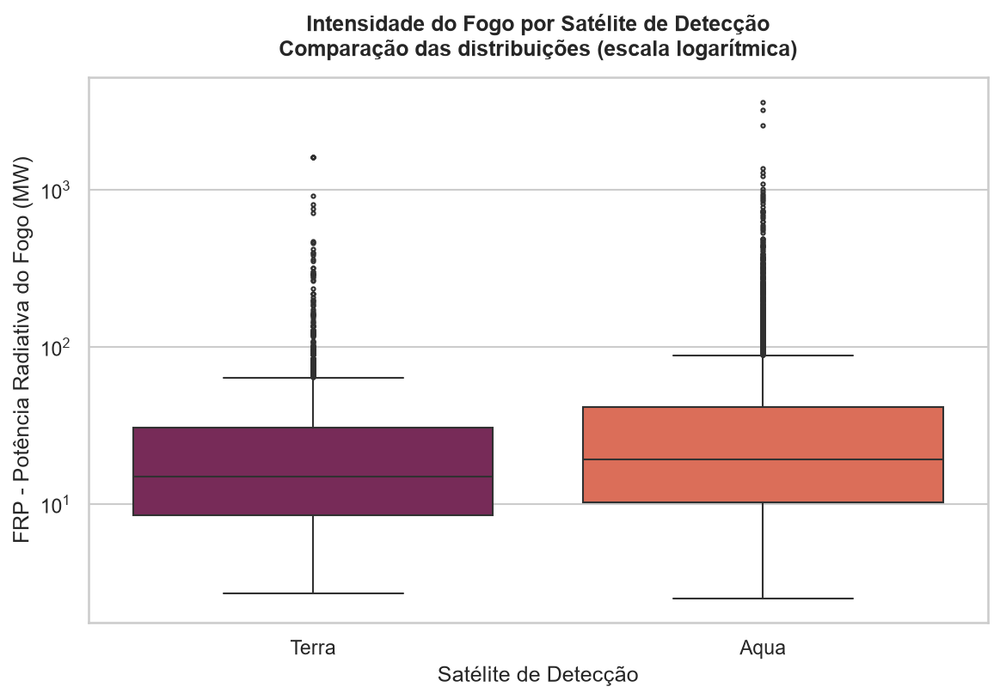 Intensidade do Fogo por Satélite de Detecção
Comparação das distribuições (escala logarítmica)
FRP - Potência Radiativa do Fogo (MW)
10³
10²
10¹
Terra
Aqua
Satélite de Detecção